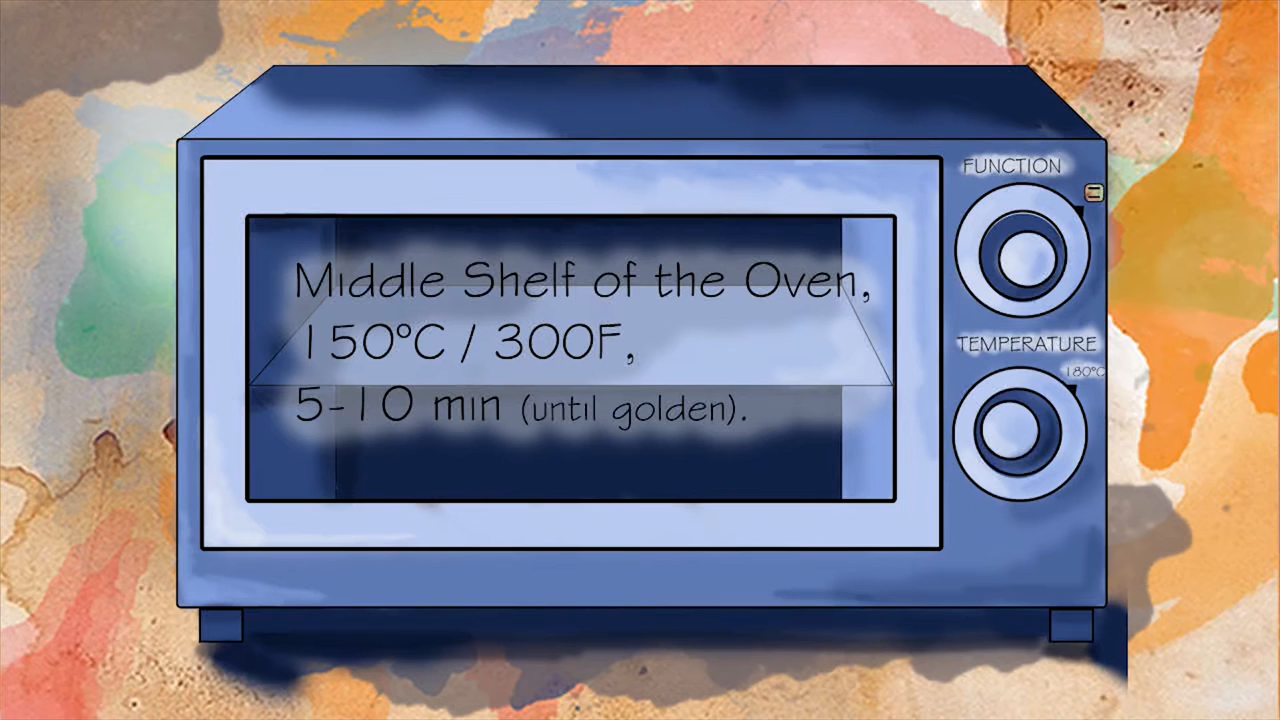 FUNCTION
Middle Shelf of the Oven,
150°C / 300F,
5-10 min (until golden).
TEMPERATURE
180°C